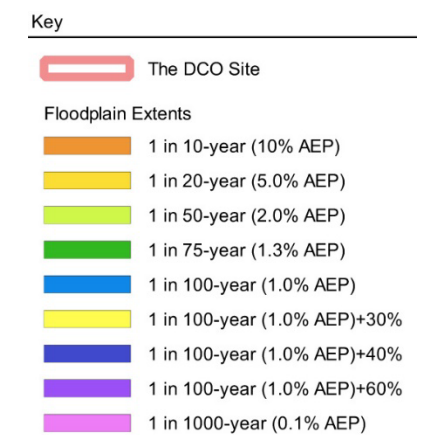 Key
The DCO Site
Floodplain Extents
1 in 10-year (10% AEP)
1 in 20-year (5.0% AEP)
1 in 50-year (2.0% AEP)
1 in 75-year (1.3% AEP)
1 in 100-year (1.0% AEP)
1 in 100-year (1.0% AEP)+30%
1 in 100-year (1.0% AEP)+40%
1 in 100-year (1.0% AEP)+60%
1 in 1000-year (0.1% AEP)